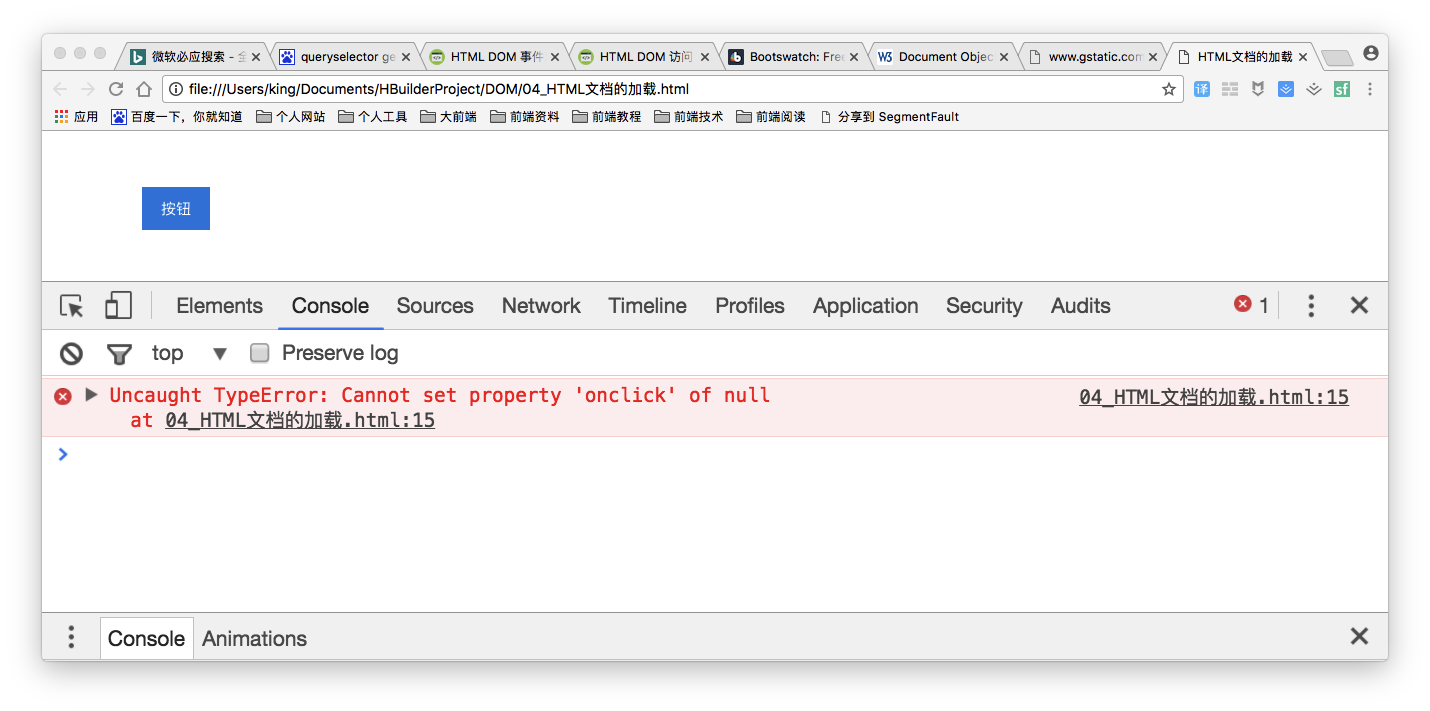 微软必应搜索 - 全
queryselector ge
HTML DOM 事件
HTML DOM 访问
Bootswatch: Free
Document Objec
www.gstatic.com
HTML文档的加载
file:///Users/king/Documents/HBuilderProject/DOM/04_HTML文档的加载.html
译
sf
应用
百度一下，你就知道
个人网站
个人工具
大前端
前端资料
前端教程
前端技术
前端阅读
分享到 SegmentFault
按钮
Elements Console Sources Network Timeline Profiles Application Security Audits 1
top Preserve log
Uncaught TypeError: Cannot set property 'onclick' of null 04_HTML文档的加载.html:15
at 04_HTML文档的加载.html:15
Console Animations